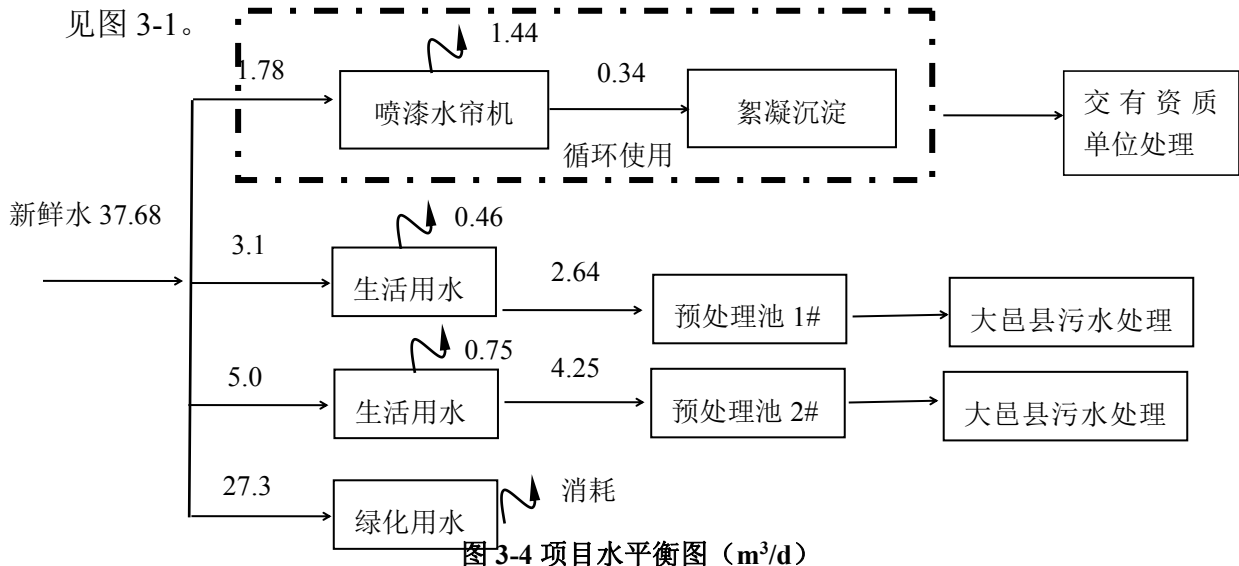 见图 3-1。
1.44
1.78
喷漆水帘机
0.34
絮凝沉淀
循环使用
交有资质
单位处理
新鲜水 37.68
3.1
生活用水
0.46
2.64
预处理池 1#
大邑县污水处理
5.0
生活用水
0.75
4.25
预处理池 2#
大邑县污水处理
27.3
绿化用水
消耗
图 3-4 项目水平衡图（m³/d）